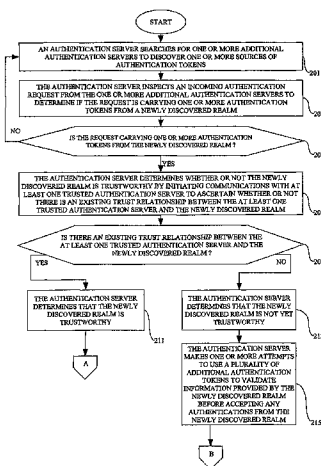 START
AN AUTHENTICATION SERVER SEARCHES FOR ONE OR MORE ADDITIONAL
AUTHENTICATION SERVERS TO DISCOVER ONE OR MORE SOURCES OF
AUTHENTICATION TOKENS
201
THE AUTHENTICATION SERVER INSPECTS AN INCOMING AUTHENTICATION
REQUEST FROM THE ONE OR MORE ADDITIONAL AUTHENTICATION SERVERS TO
DETERMINE IF THE REQUEST IS CARRYING ONE OR MORE AUTHENTICATION
TOKENS FROM A NEWLY DISCOVERED REALM
20
NO
IS THE REQUEST CARRYING ONE OR MORE AUTHENTICATION
TOKENS FROM THE NEWLY DISCOVERED REALM ?
20
YES
THE AUTHENTICATION SERVER DETERMINES WHETHER OR NOT THE NEWLY
DISCOVERED REALM IS TRUSTWORTHY BY INITIATING COMMUNICATIONS WITH AT
LEAST ONE TRUSTED AUTHENTICATION SERVER TO ASCERTAIN WHETHER OR NOT
THERE IS AN EXISTING TRUST RELATIONSHIP BETWEEN THE AT LEAST ONE
TRUSTED AUTHENTICATION SERVER AND THE NEWLY DISCOVERED REALM
20
IS THERE AN EXISTING TRUST RELATIONSHIP BETWEEN THE
AT LEAST ONE TRUSTED AUTHENTICATION SERVER AND THE
NEWLY DISCOVERED REALM ?
20
YES
NO
THE AUTHENTICATION SERVER
DETERMINES THAT THE NEWLY
DISCOVERED REALM IS
TRUSTWORTHY
211
THE AUTHENTICATION SERVER
DETERMINES THAT THE NEWLY
DISCOVERED REALM IS NOT YET
TRUSTWORTHY
21
A
THE AUTHENTICATION SERVER
MAKES ONE OR MORE ATTEMPTS
TO USE A PLURALITY OF
ADDITIONAL AUTHENTICATION
TOKENS TO VALIDATE
INFORMATION PROVIDED BY THE
NEWLY DISCOVERED REALM
BEFORE ACCEPTING ANY
AUTHENTICATIONS FROM THE
NEWLY DISCOVERED REALM
215
B